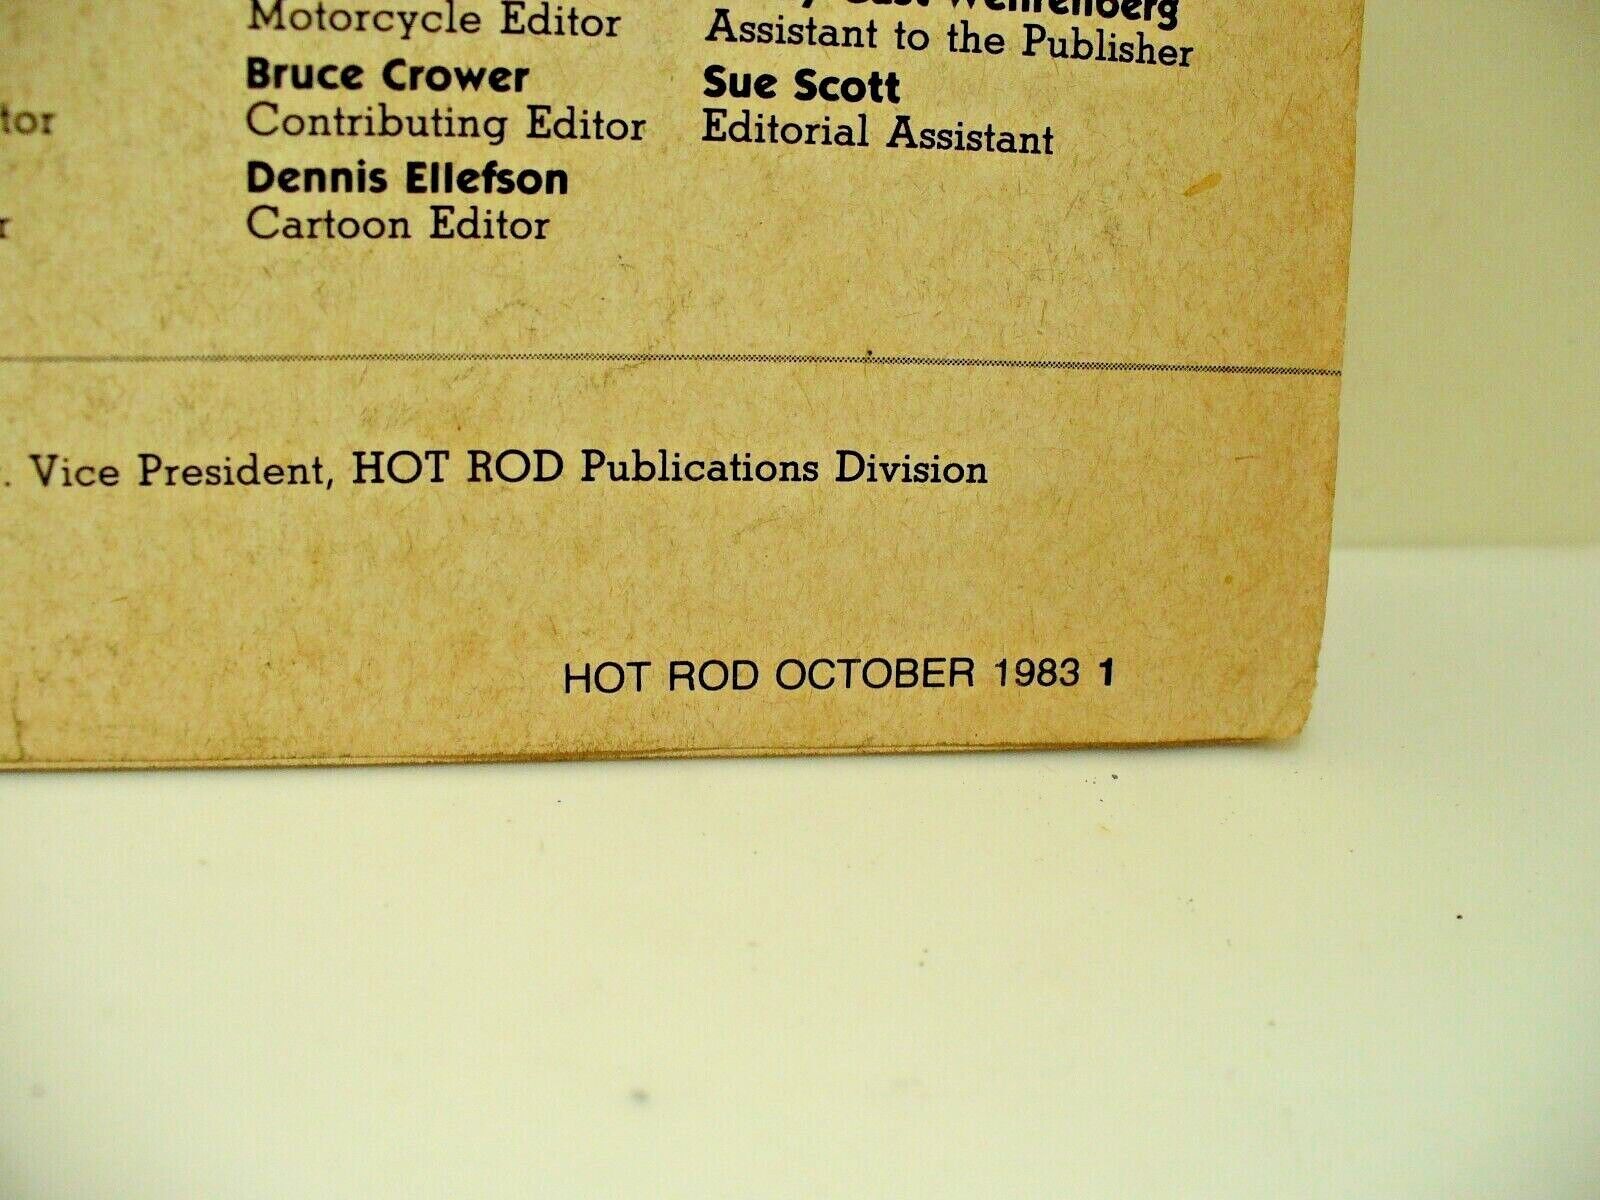 Motorcycle Editor
Bruce Crower
Contributing Editor
Dennis Ellefson
Cartoon Editor
Wehrenberg
Assistant to the Publisher
Sue Scott
Editorial Assistant
Vice President, HOT ROD Publications Division
HOT ROD OCTOBER 1983 1